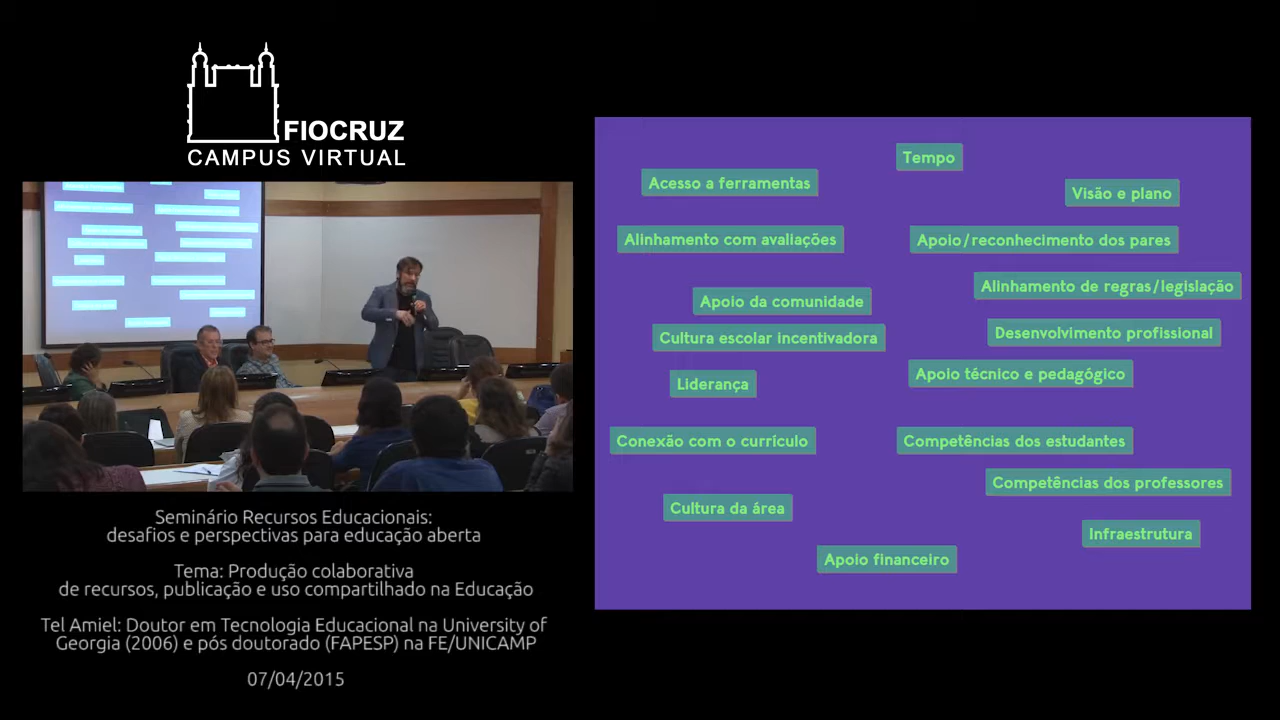 FIOCRUZ
CAMPUS VIRTUAL
Seminário Recursos Educacionais:
desafios e perspectivas para educação aberta
Tema: Produção colaborativa
de recursos, publicação e uso compartilhado na Educação
Tel Amiel: Doutor em Tecnologia Educacional na University of
Georgia (2006) e pós doutorado (FAPESP) na FE/UNICAMP
07/04/2015
Tempo
Acesso a ferramentas
Visão e plano
Alinhamento com avaliações
Apoio/reconhecimento dos pares
Alinhamento de regras/legislação
Apoio da comunidade
Desenvolvimento profissional
Cultura escolar incentivadora
Apoio técnico e pedagógico
Liderança
Conexão com o currículo
Competências dos estudantes
Competências dos professores
Cultura da área
Infraestrutura
Apoio financeiro